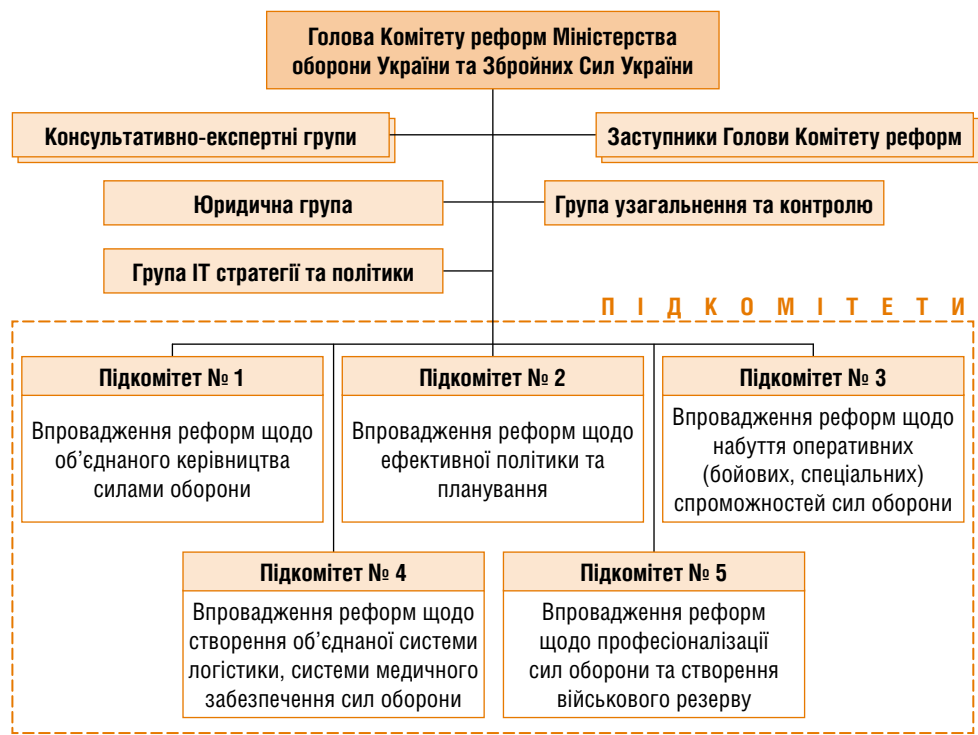 Голова Комітету реформ Міністерства
оборони України та Збройних Сил України
Консультативно-експертні групи
Заступники Голови Комітету реформ
Юридична група
Група узагальнення та контролю
Група ІТ стратегії та політики
ПІДКОМІТЕТИ
Підкомітет № 1
Впровадження реформ щодо
об’єднаного керівництва
силами оборони
Підкомітет № 2
Впровадження реформ щодо
ефективної політики та
планування
Підкомітет № 3
Впровадження реформ щодо
набуття оперативних
(бойових, спеціальних)
спроможностей сил оборони
Підкомітет № 4
Впровадження реформ щодо
створення об’єднаної системи
логістики, системи медичного
забезпечення сил оборони
Підкомітет № 5
Впровадження реформ
щодо професіоналізації
сил оборони та створення
військового резерву